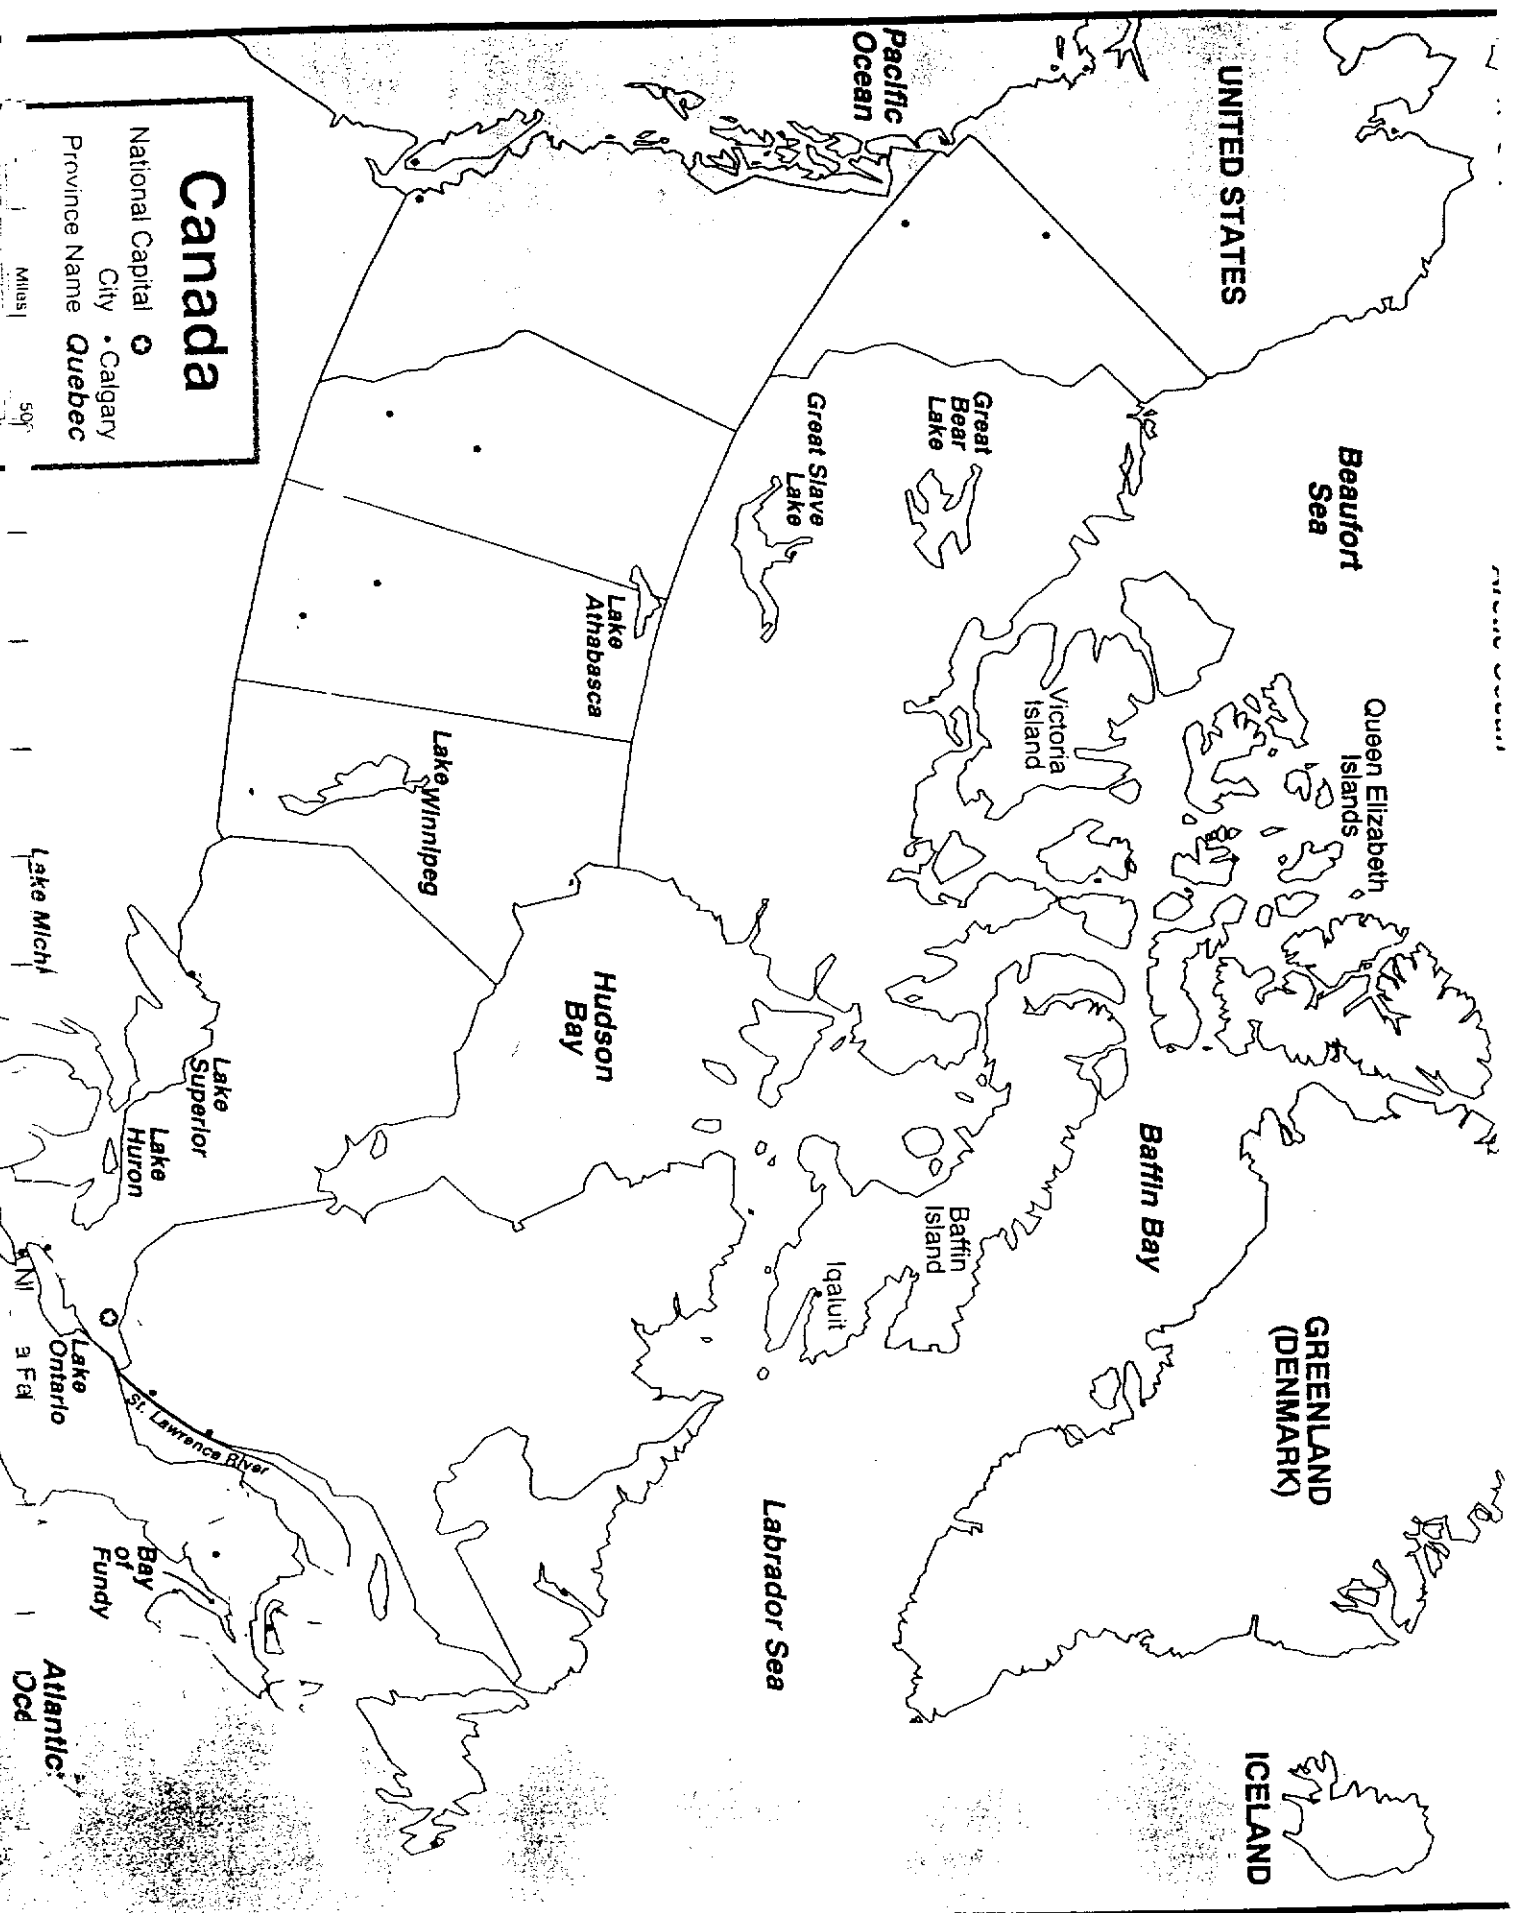 Pacific
Ocean
UNITED STATES
Beaufort
Sea
Queen Elizabeth
Islands
Great
Bear
Lake
Great Slave
Lake
Victoria
Island
Lake
Athabasca
Lake
Winnipeg
Hudson
Bay
Baffin Bay
Baffin
Island
Iqaluit
GREENLAND
(DENMARK)
ICELAND
Labrador Sea
Lake
Superior
Lake
Huron
Lake Michi
Lake
Ontario
St. Lawrence River
Bay
of
Fundy
Atlantic
Canada
National Capital
City • Calgary
Province Name Quebec
Miles